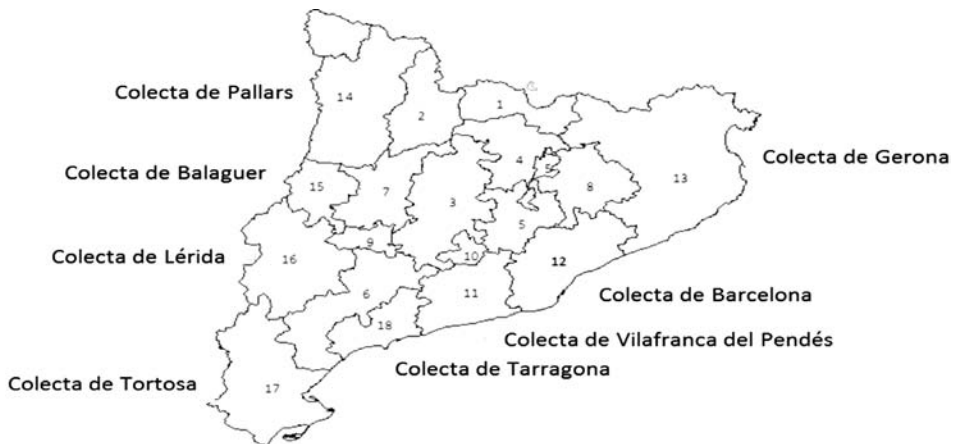 Colecta de Pallars
14
2
1
Colecta de Gerona
4
5
Colecta de Balaguer
15
7
8
13
3
5
9
Colecta de Lérida
16
10
12
6
11
Colecta de Barcelona
18
Colecta de Vilafranca del Pendés
Colecta de Tarragona
Colecta de Tortosa
17